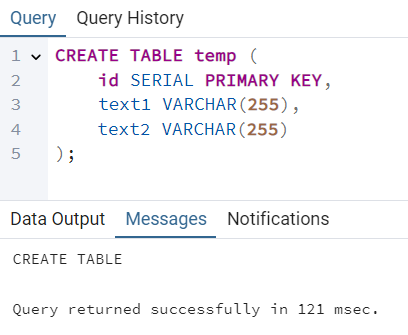 Query Query History
1 CREATE TABLE temp (
2 id SERIAL PRIMARY KEY,
3 text1 VARCHAR(255),
4 text2 VARCHAR(255)
5 );
Data Output Messages Notifications
CREATE TABLE
Query returned successfully in 121 msec.